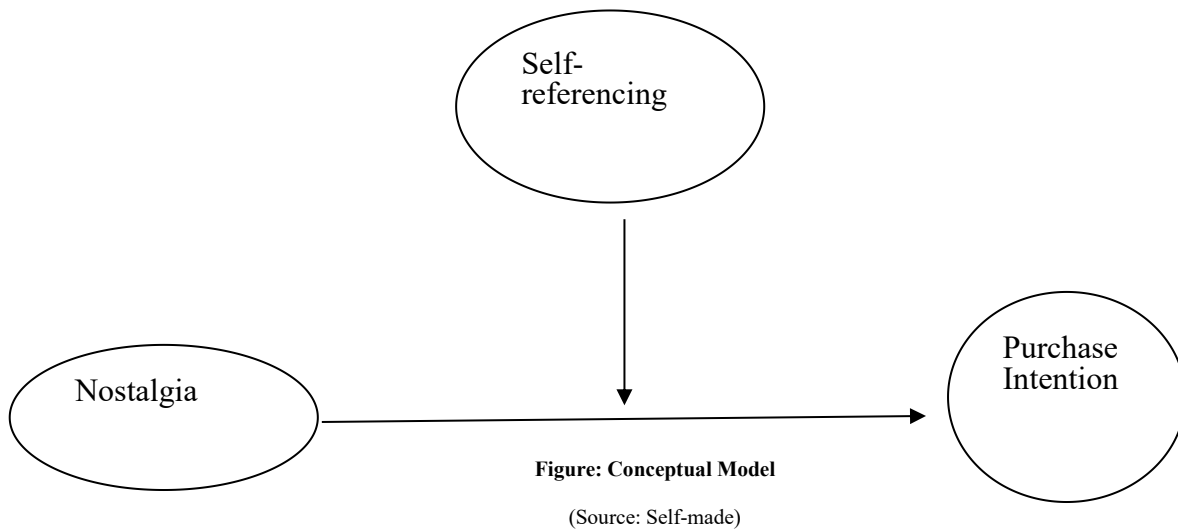 Self-
referencing
Nostalgia
Purchase
Intention
Figure: Conceptual Model
(Source: Self-made)